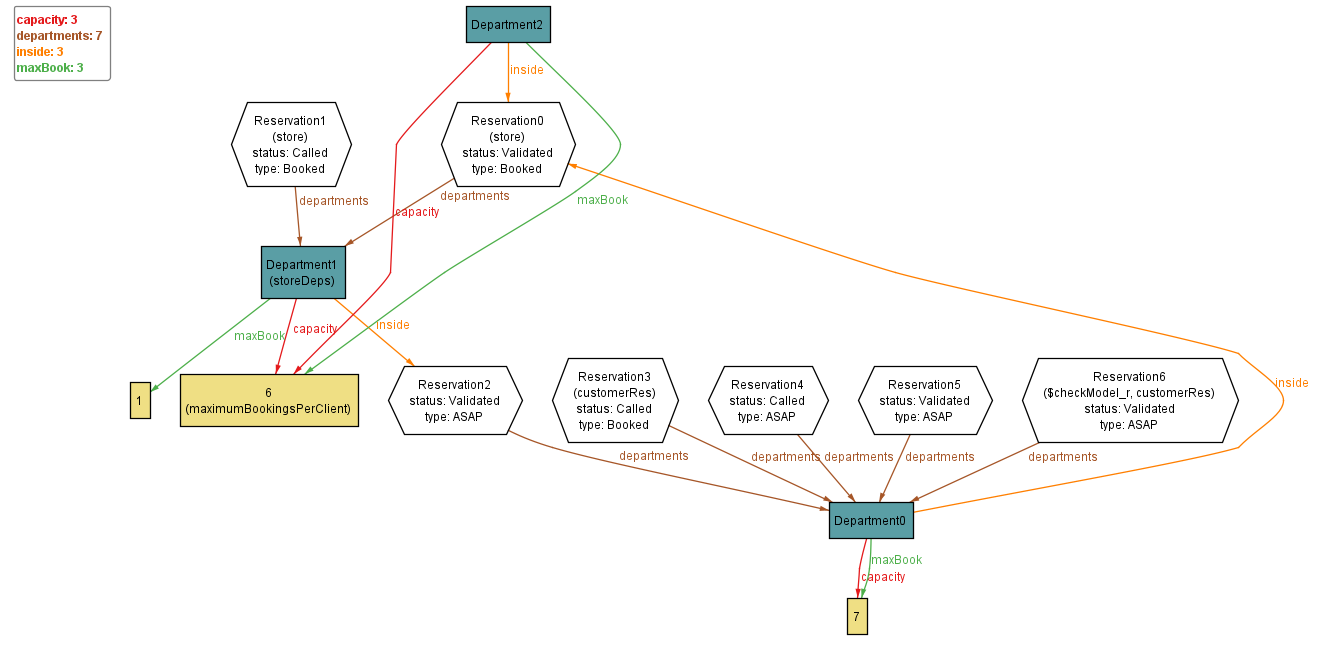 capacity: 3
departments: 7
inside: 3
maxBook: 3
Department2
inside
Reservation1
(store)
status: Called
type: Booked
Reservation0
(store)
status: Validated
type: Booked
departments
departments
maxBook
capacity
Department1
(storeDeps)
maxBook
capacity
inside
inside
1
6
(maximumBookingsPerClient)
Reservation2
status: Validated
type: ASAP
Reservation3
(customerRes)
status: Called
type: Booked
Reservation4
status: Called
type: ASAP
Reservation5
status: Validated
type: ASAP
Reservation6
($checkModel_r, customerRes)
status: Validated
type: ASAP
departments
departments
departments
departments
departments
Department0
maxBook
capacity
7